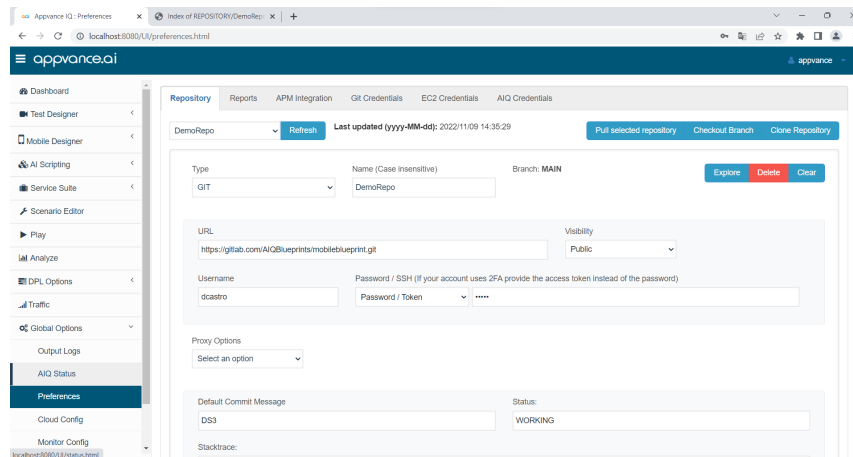 Appvance IQ : Preferences
Index of REPOSITORY/DemoRep
localhost:8080/UI/preferences.html
appvance.ai
appvance
Dashboard
Test Designer
Mobile Designer
AI Scripting
Service Suite
Scenario Editor
Play
Analyze
DPL Options
Traffic
Global Options
Output Logs
AIQ Status
Preferences
Cloud Config
Monitor Config
localhost:8080/UI/status.html
Repository Reports APM Integration Git Credentials EC2 Credentials AIQ Credentials
DemoRepo Refresh Last updated (yyyy-MM-dd): 2022/11/09 14:35:29 Pull selected repository Checkout Branch Clone Repository
Type Name (Case Insensitive) Branch: MAIN Explore Delete Clear
GIT DemoRepo
URL Visibility
https://gitlab.com/AIQBlueprints/mobileblueprint.git Public
Username Password / SSH (If your account uses 2FA provide the access token instead of the password)
dcastro Password / Token •••••
Proxy Options
Select an option
Default Commit Message Status:
DS3 WORKING
Stacktrace: